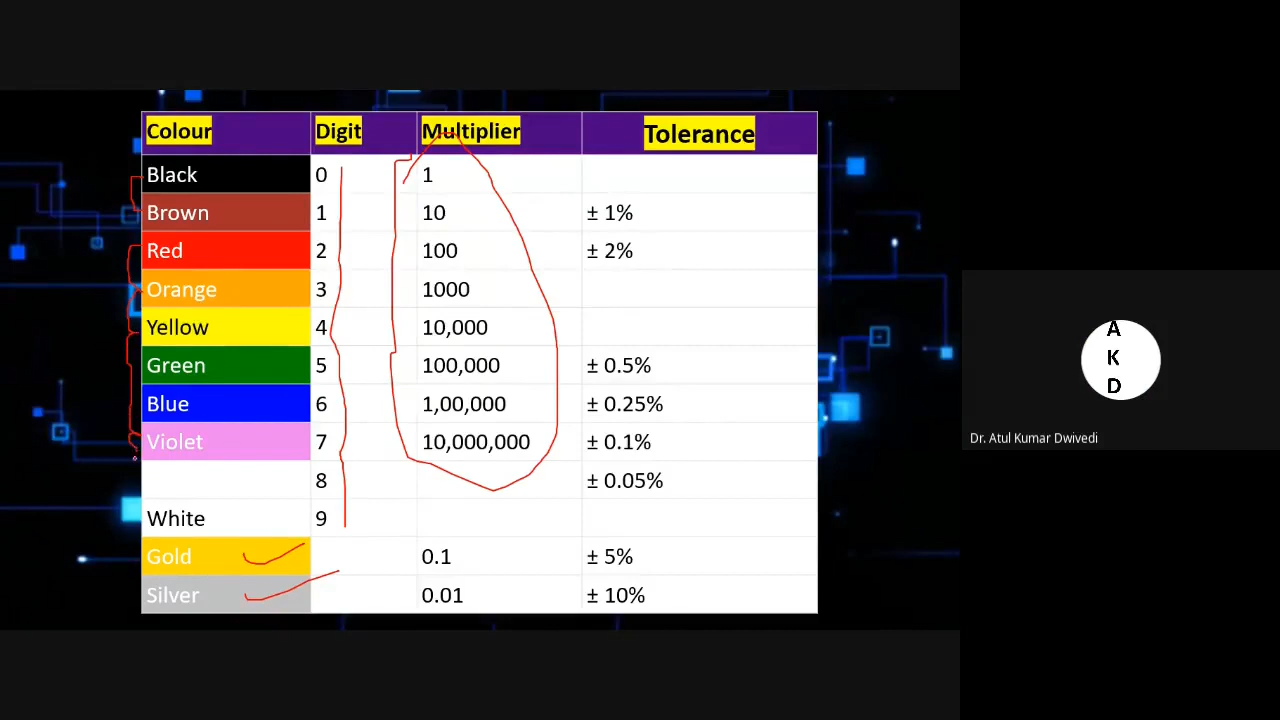 Colour Digit Multiplier Tolerance
Black 0 1
Brown 1 10 ± 1%
Red 2 100 ± 2%
Orange 3 1000
Yellow 4 10,000
Green 5 100,000 ± 0.5%
Blue 6 1,00,000 ± 0.25%
Violet 7 10,000,000 ± 0.1%
8 ± 0.05%
White 9
Gold 0.1 ± 5%
Silver 0.01 ± 10%
A
K
D
Dr. Atul Kumar Dwivedi